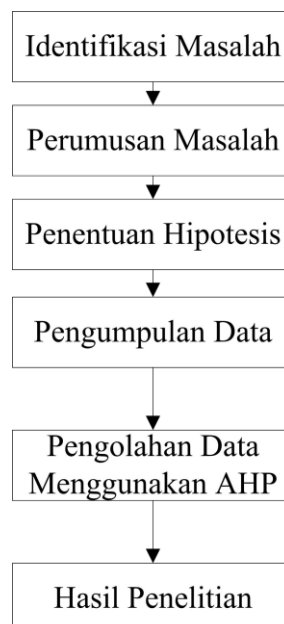 Identifikasi Masalah
Perumusan Masalah
Penentuan Hipotesis
Pengumpulan Data
Pengolahan Data
Menggunakan AHP
Hasil Penelitian